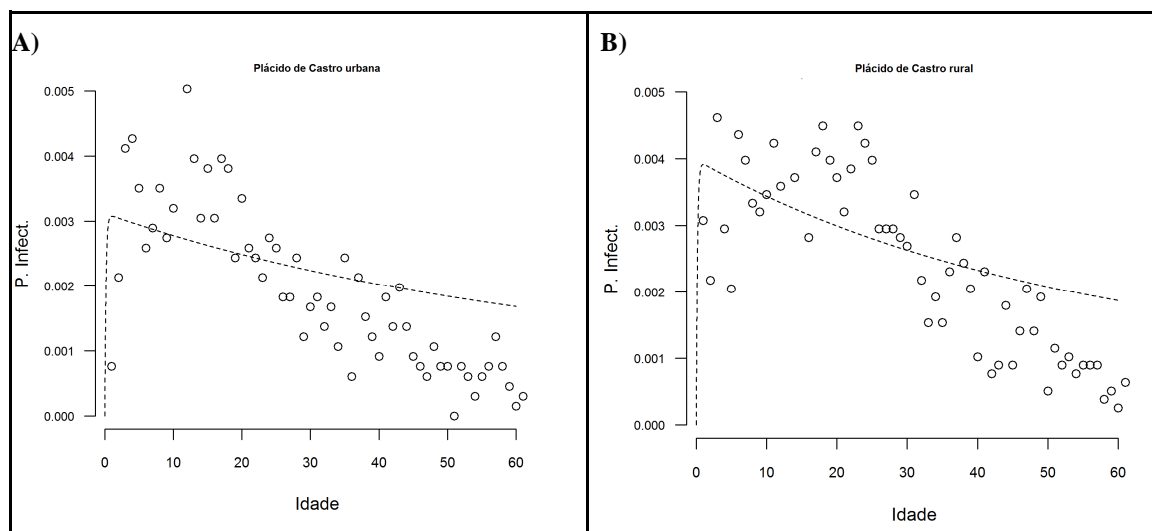 A)
Plácido de Castro urbana
P. Infect.
0.005
0.004
0.003
0.002
0.001
0.000
0 10 20 30 40 50 60
Idade
B)
Plácido de Castro rural
P. Infect.
0.005
0.004
0.003
0.002
0.001
0.000
0 10 20 30 40 50 60
Idade